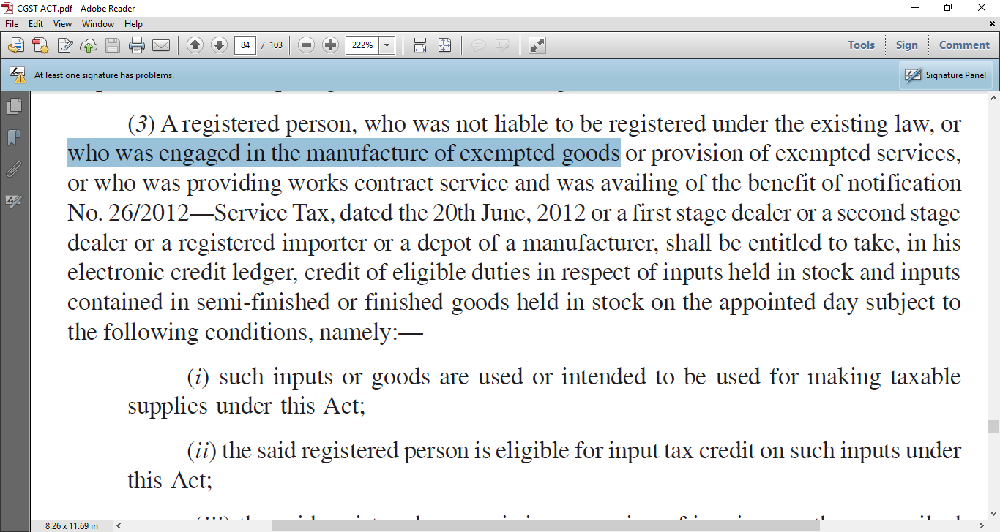 CGST ACT.pdf - Adobe Reader
File Edit View Window Help
84 / 103 222% Tools Sign Comment
At least one signature has problems. Signature Panel
(3) A registered person, who was not liable to be registered under the existing law, or
who was engaged in the manufacture of exempted goods or provision of exempted services,
or who was providing works contract service and was availing of the benefit of notification
No. 26/2012—Service Tax, dated the 20th June, 2012 or a first stage dealer or a second stage
dealer or a registered importer or a depot of a manufacturer, shall be entitled to take, in his
electronic credit ledger, credit of eligible duties in respect of inputs held in stock and inputs
contained in semi-finished or finished goods held in stock on the appointed day subject to
the following conditions, namely:—
(i) such inputs or goods are used or intended to be used for making taxable
supplies under this Act;
(ii) the said registered person is eligible for input tax credit on such inputs under
this Act;
8.26 x 11.69 in